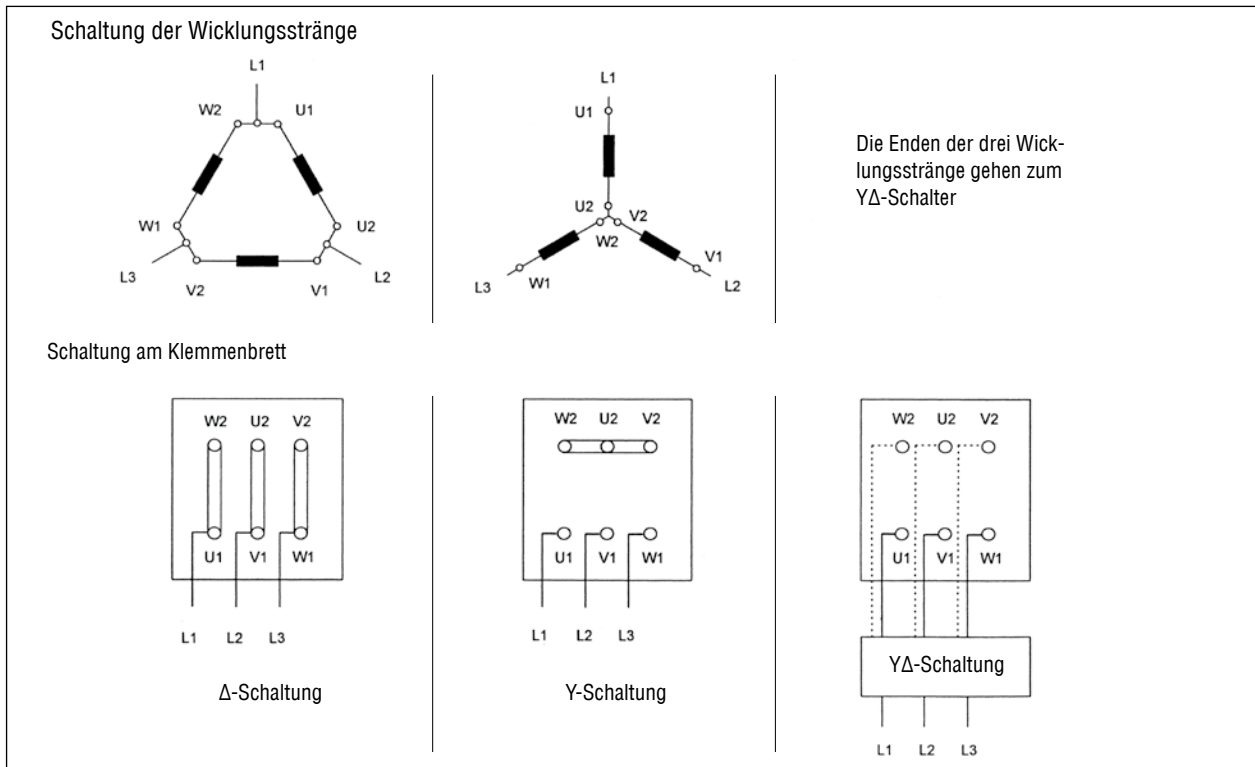 Schaltung der Wicklungsstränge
L1
W2 U1
W1 U2
L3 V2 V1 L2
L1
U1
U2 V2
W2
V1
L3 W1 L2
Die Enden der drei Wick-
lungsstränge gehen zum
YΔ-Schalter
Schaltung am Klemmenbrett
W2 U2 V2
U1 V1 W1
L1 L2 L3
Δ-Schaltung
W2 U2 V2
U1 V1 W1
L1 L2 L3
Y-Schaltung
W2 U2 V2
U1 V1 W1
YΔ-Schaltung
L1 L2 L3